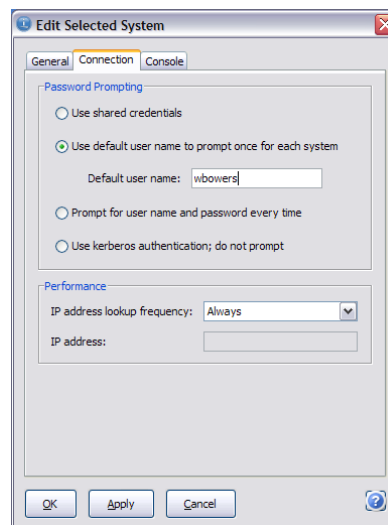 Edit Selected System
General Connection Console
Password Prompting
Use shared credentials
Use default user name to prompt once for each system
Default user name: wbowers
Prompt for user name and password every time
Use kerberos authentication; do not prompt
Performance
IP address lookup frequency: Always
IP address:
OK Apply Cancel ?